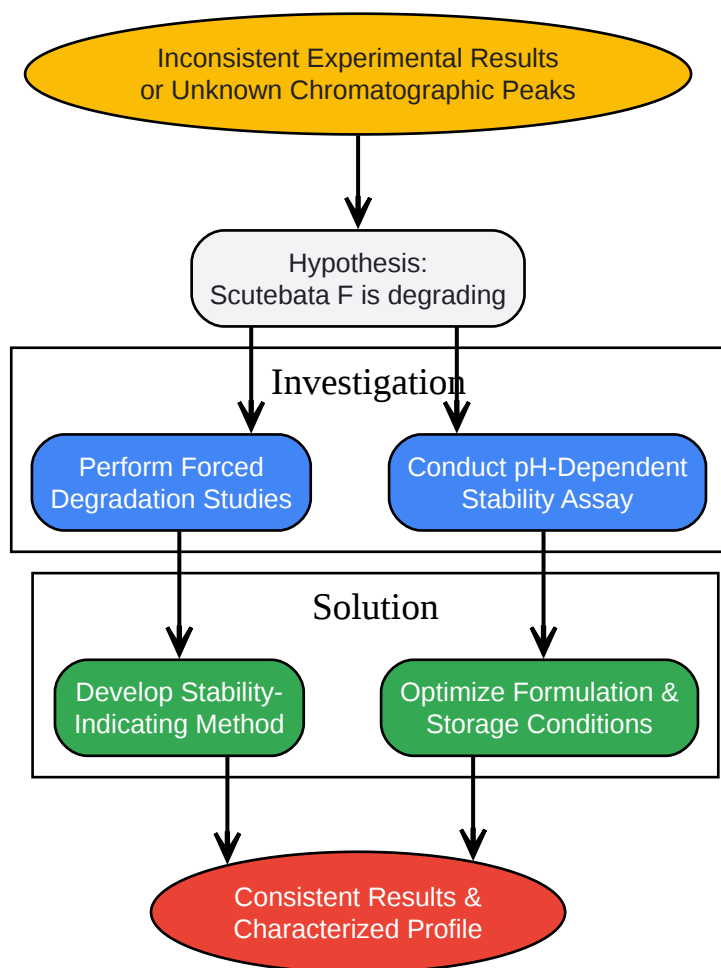 Inconsistent Experimental Results
or Unknown Chromatographic Peaks
Hypothesis:
Scutebata F is degrading
Investigation
Perform Forced
Degradation Studies
Conduct pH-Dependent
Stability Assay
Solution
Develop Stability-
Indicating Method
Optimize Formulation &
Storage Conditions
Consistent Results &
Characterized Profile